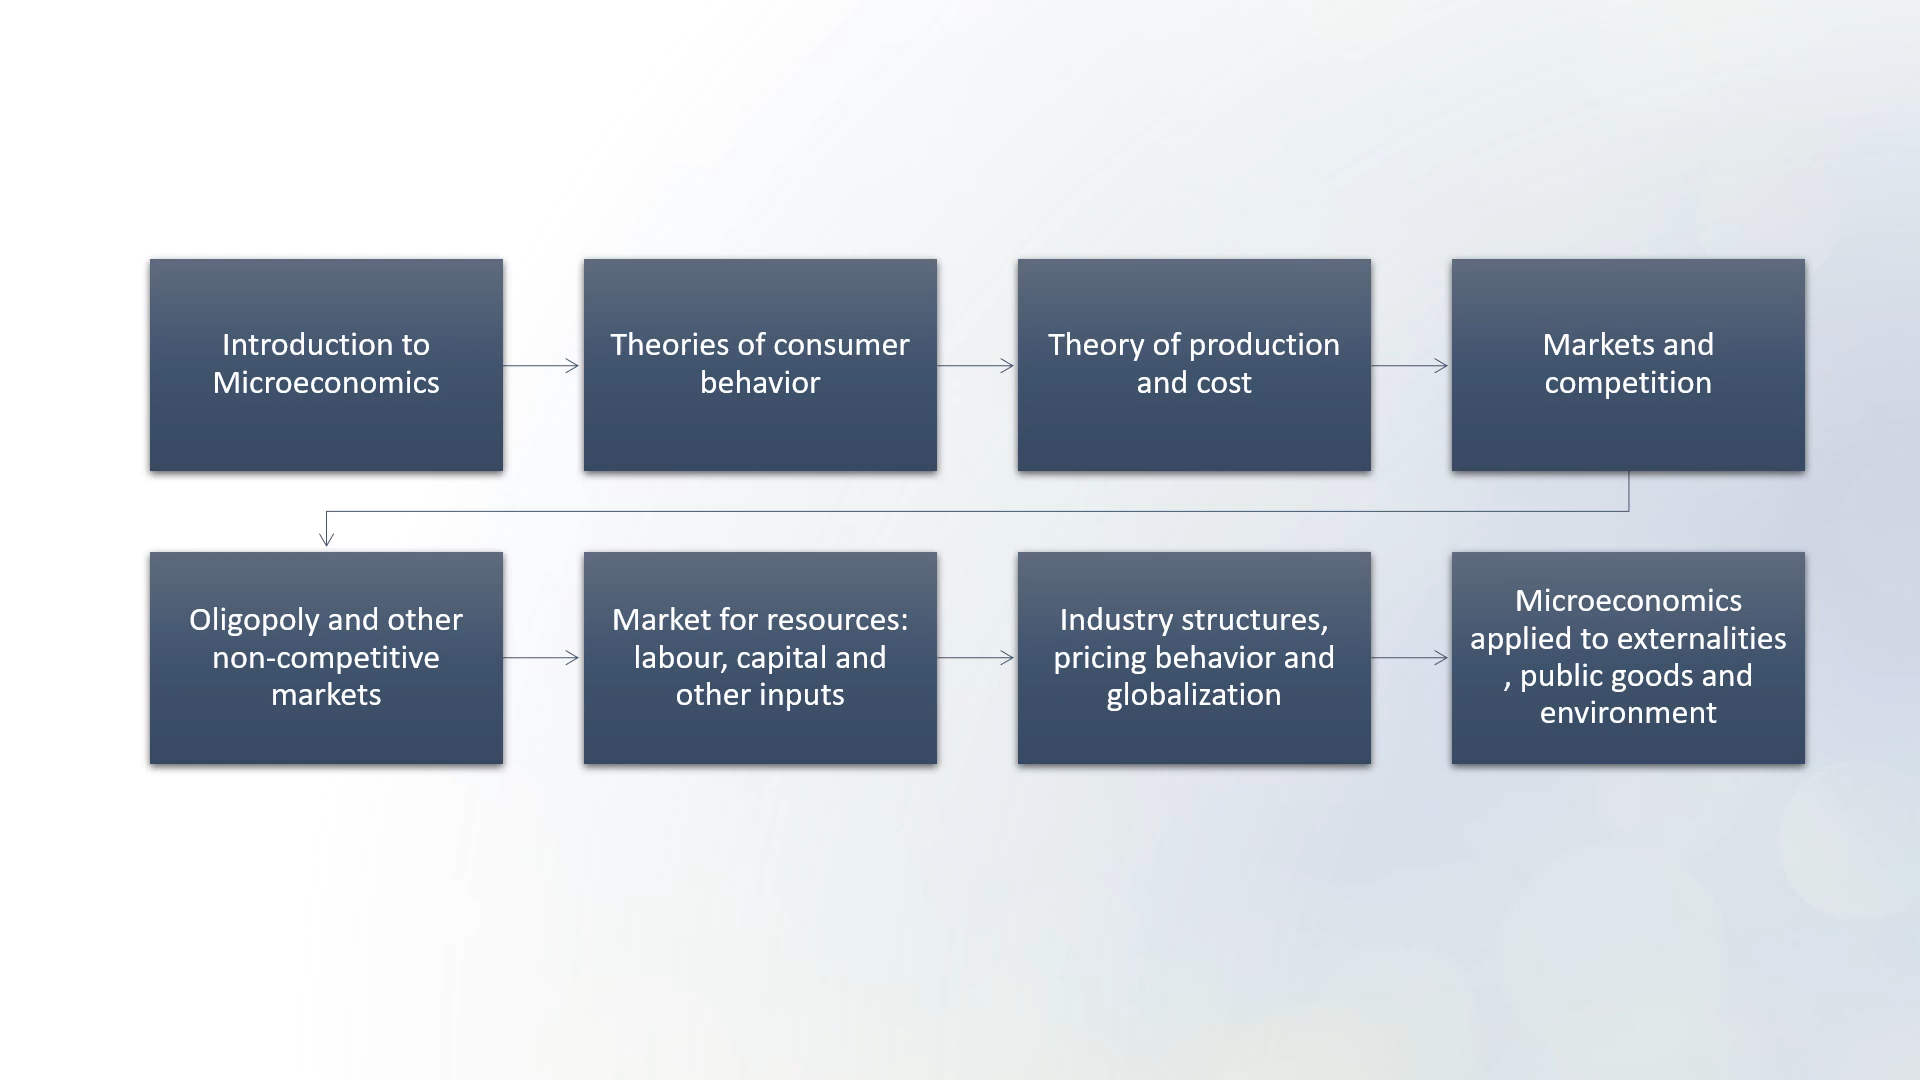 Introduction to
Microeconomics
Theories of consumer
behavior
Theory of production
and cost
Markets and
competition
Oligopoly and other
non-competitive
markets
Market for resources:
labour, capital and
other inputs
Industry structures,
pricing behavior and
globalization
Microeconomics
applied to externalities
, public goods and
environment